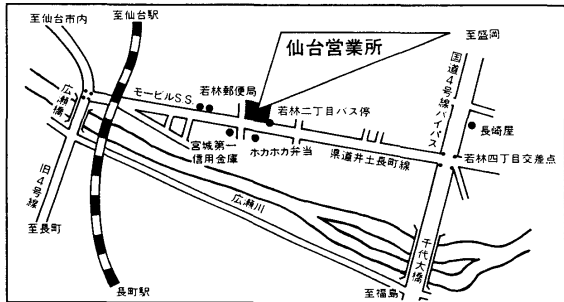 至仙台市内
至仙台駅
仙台営業所
至盛岡
国道4号線バイパス
広瀬橋
モービルS.S.
若林郵便局
若林二丁目バス停
長崎屋
宮城第一
信用金庫
ホカホカ弁当
県道井土長町線
若林四丁目交差点
旧4号線
広瀬川
至長町
千代大橋
長町駅
至福島